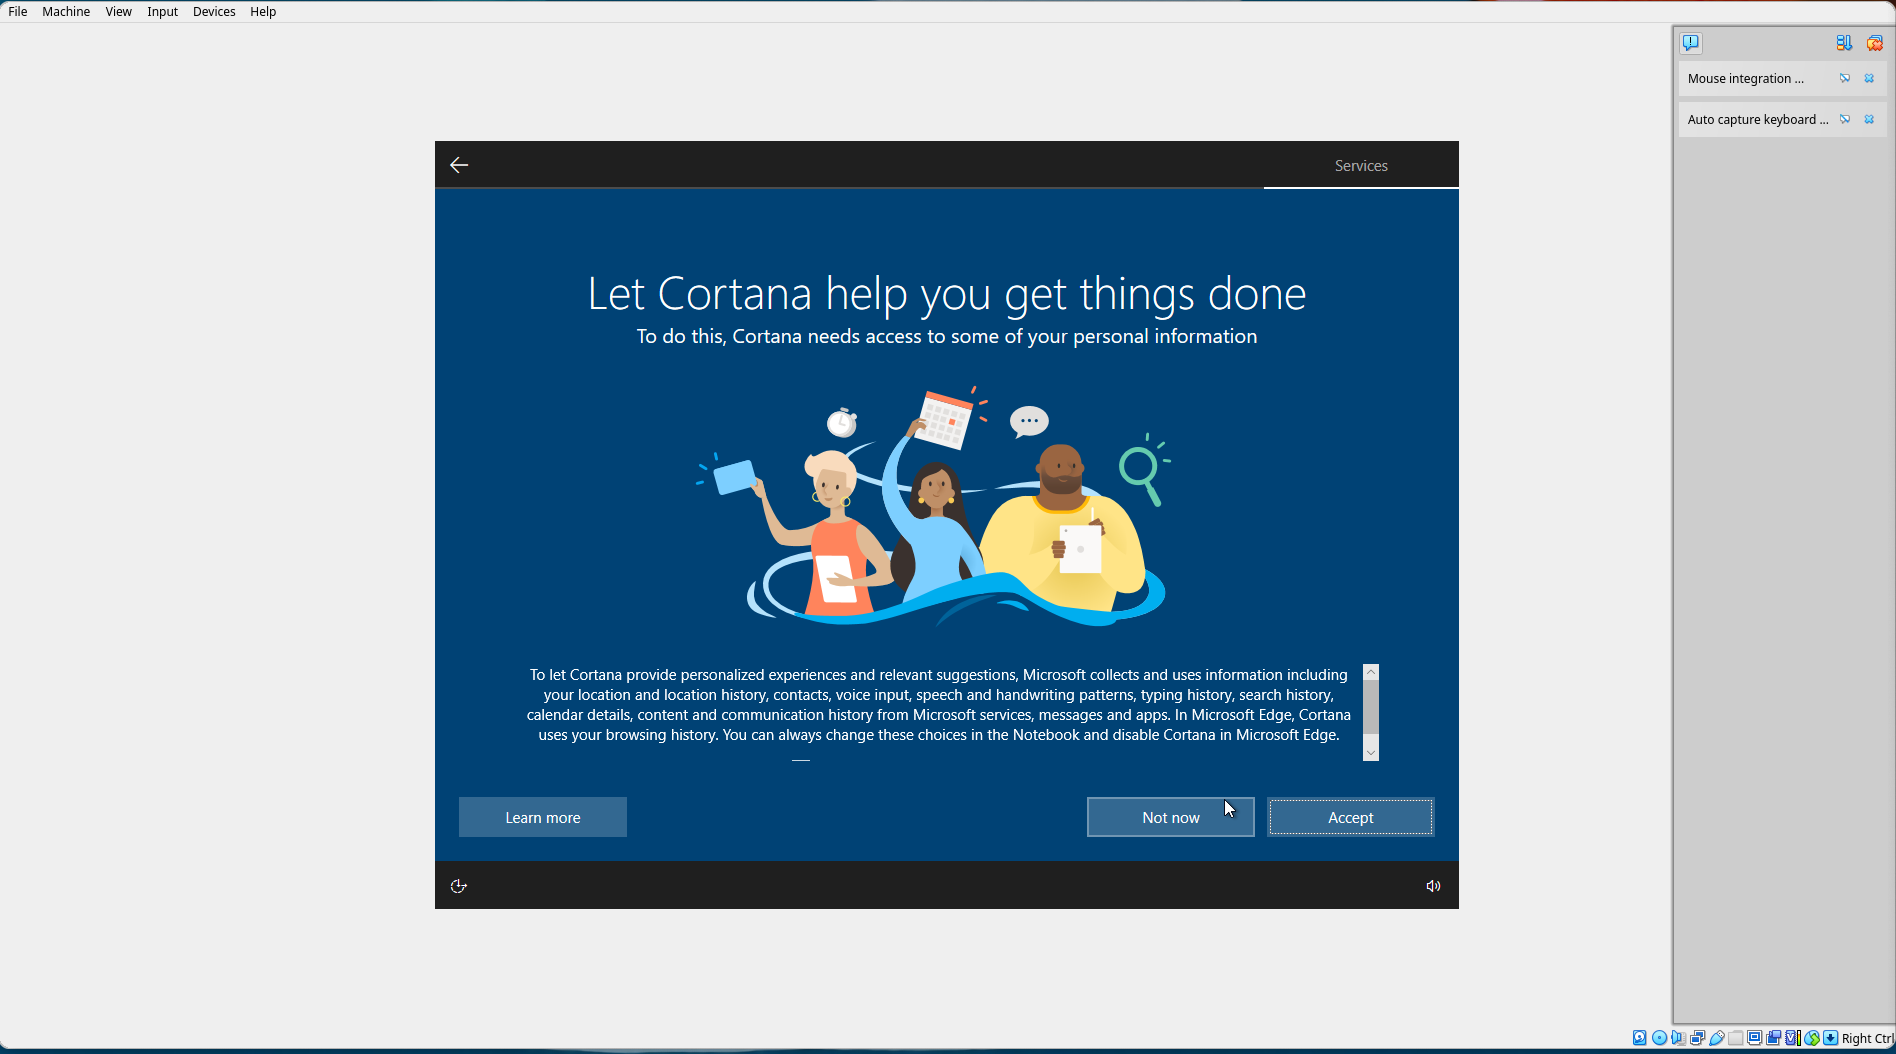 File Machine View Input Devices Help
Mouse integration ...
Auto capture keyboard ...
Services
Let Cortana help you get things done
To do this, Cortana needs access to some of your personal information
To let Cortana provide personalized experiences and relevant suggestions, Microsoft collects and uses information including
your location and location history, contacts, voice input, speech and handwriting patterns, typing history, search history,
calendar details, content and communication history from Microsoft services, messages and apps. In Microsoft Edge, Cortana
uses your browsing history. You can always change these choices in the Notebook and disable Cortana in Microsoft Edge.
Learn more
Not now
Accept
Right Ctrl